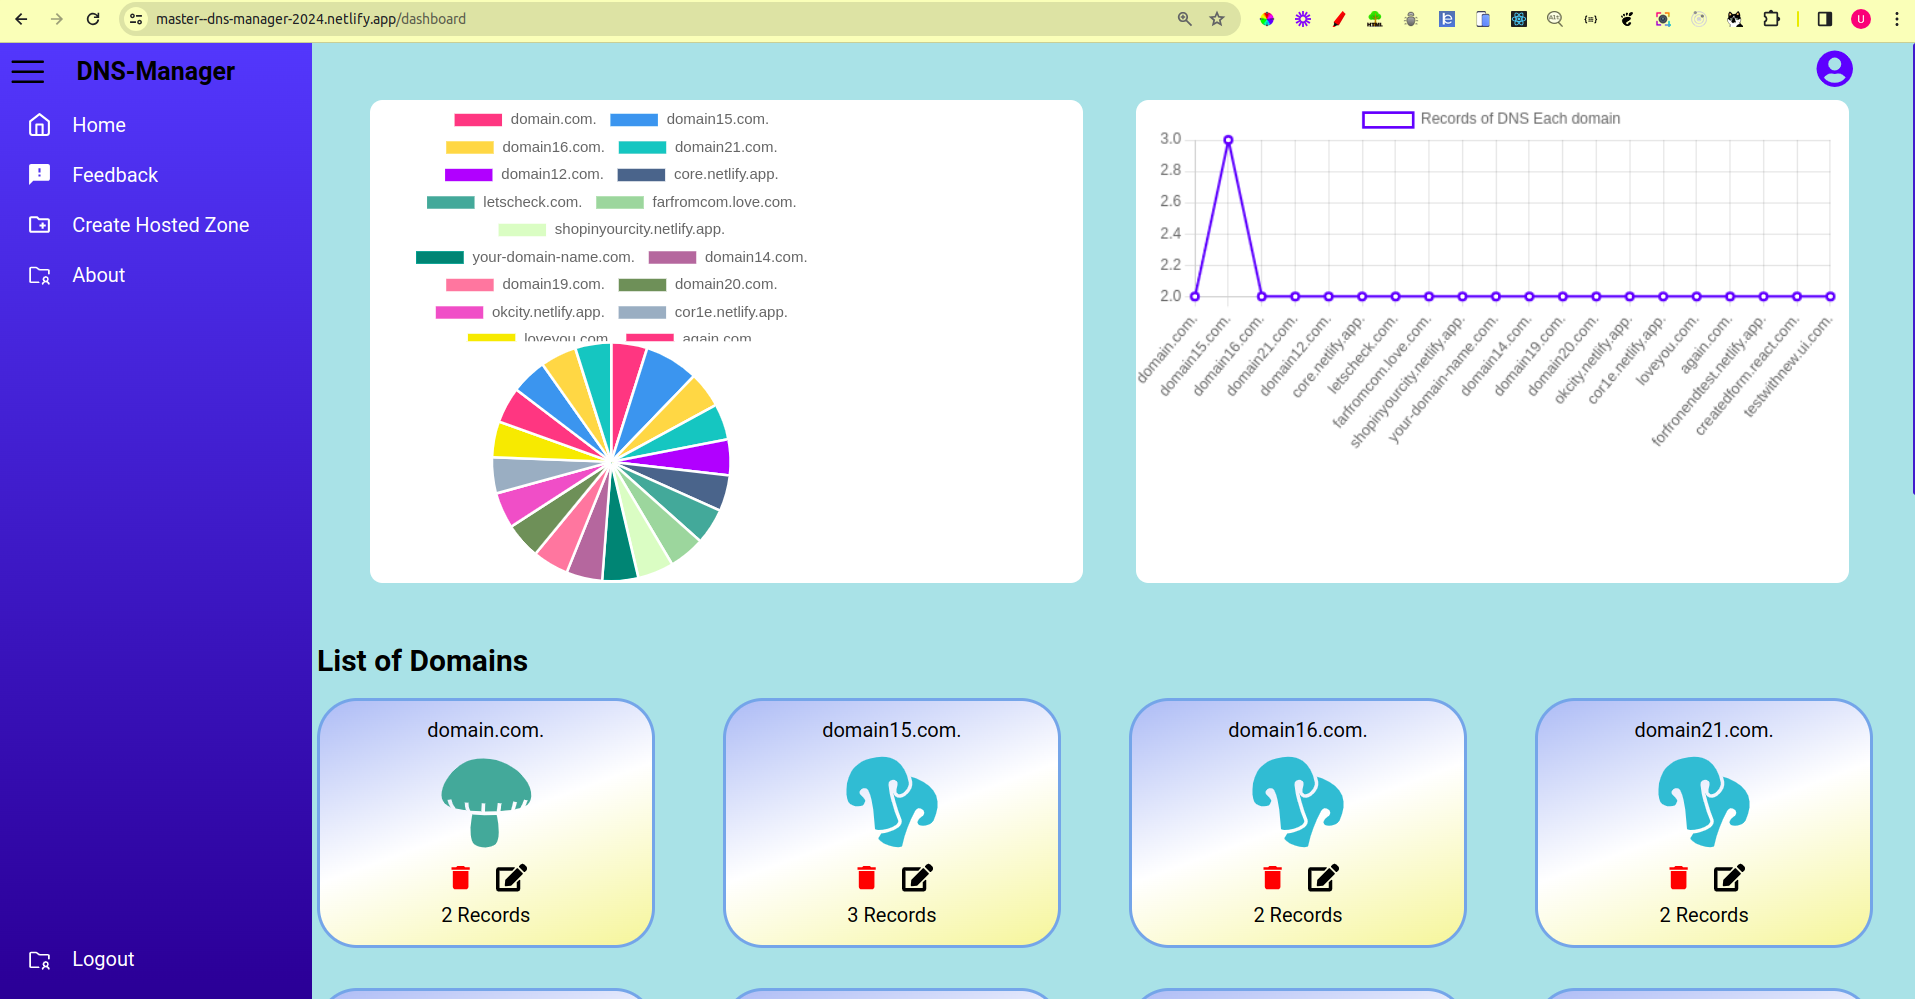 master--dns-manager-2024.netlify.app/dashboard
U
DNS-Manager
Home
Feedback
Create Hosted Zone
About
Logout
domain.com. domain15.com.
domain16.com. domain21.com.
domain12.com. core.netlify.app.
letscheck.com. farfromcom.love.com.
shopinyourcity.netlify.app.
your-domain-name.com. domain14.com.
domain19.com. domain20.com.
okcity.netlify.app. cor1e.netlify.app.
loveyou.com. again.com.
Records of DNS Each domain
3.0
2.8
2.6
2.4
2.2
2.0
domain.com.
domain15.com.
domain16.com.
domain21.com.
domain12.com.
core.netlify.app.
letscheck.com.
farfromcom.love.com.
shopinyourcity.netlify.app.
your-domain-name.com.
domain14.com.
domain19.com.
domain20.com.
okcity.netlify.app.
cor1e.netlify.app.
loveyou.com.
again.com.
forfronendtest.netlify.app.
createdform.react.com.
testwithnew.ui.com.
List of Domains
domain.com.
2 Records
domain15.com.
3 Records
domain16.com.
2 Records
domain21.com.
2 Records